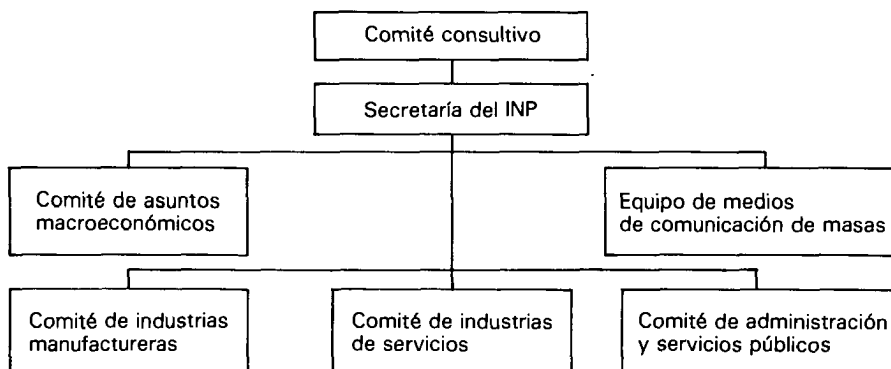 Comité consultivo
Secretaría del INP
Comité de asuntos
macroeconómicos
Equipo de medios
de comunicación de masas
Comité de industrias
manufactureras
Comité de industrias
de servicios
Comité de administración
y servicios públicos